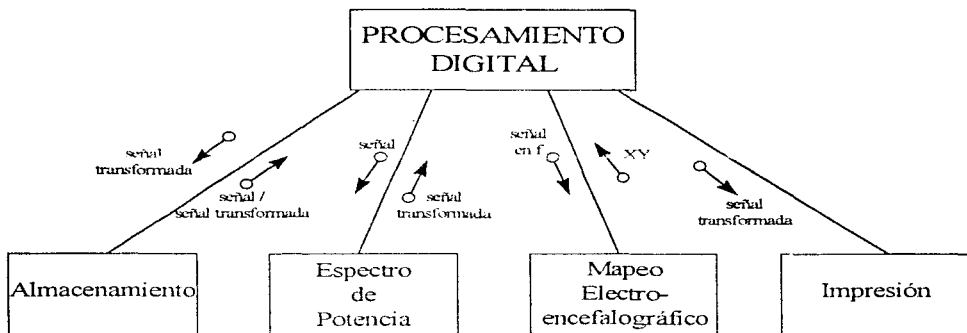 PROCESAMIENTO
DIGITAL
señal
transformada
señal /
señal transformada
señal
señal
transformada
señal
en f
XY
señal
transformada
Almacenamiento
Espectro
de
Potencia
Mapeo
Electro-
encefalográfico
Impresión